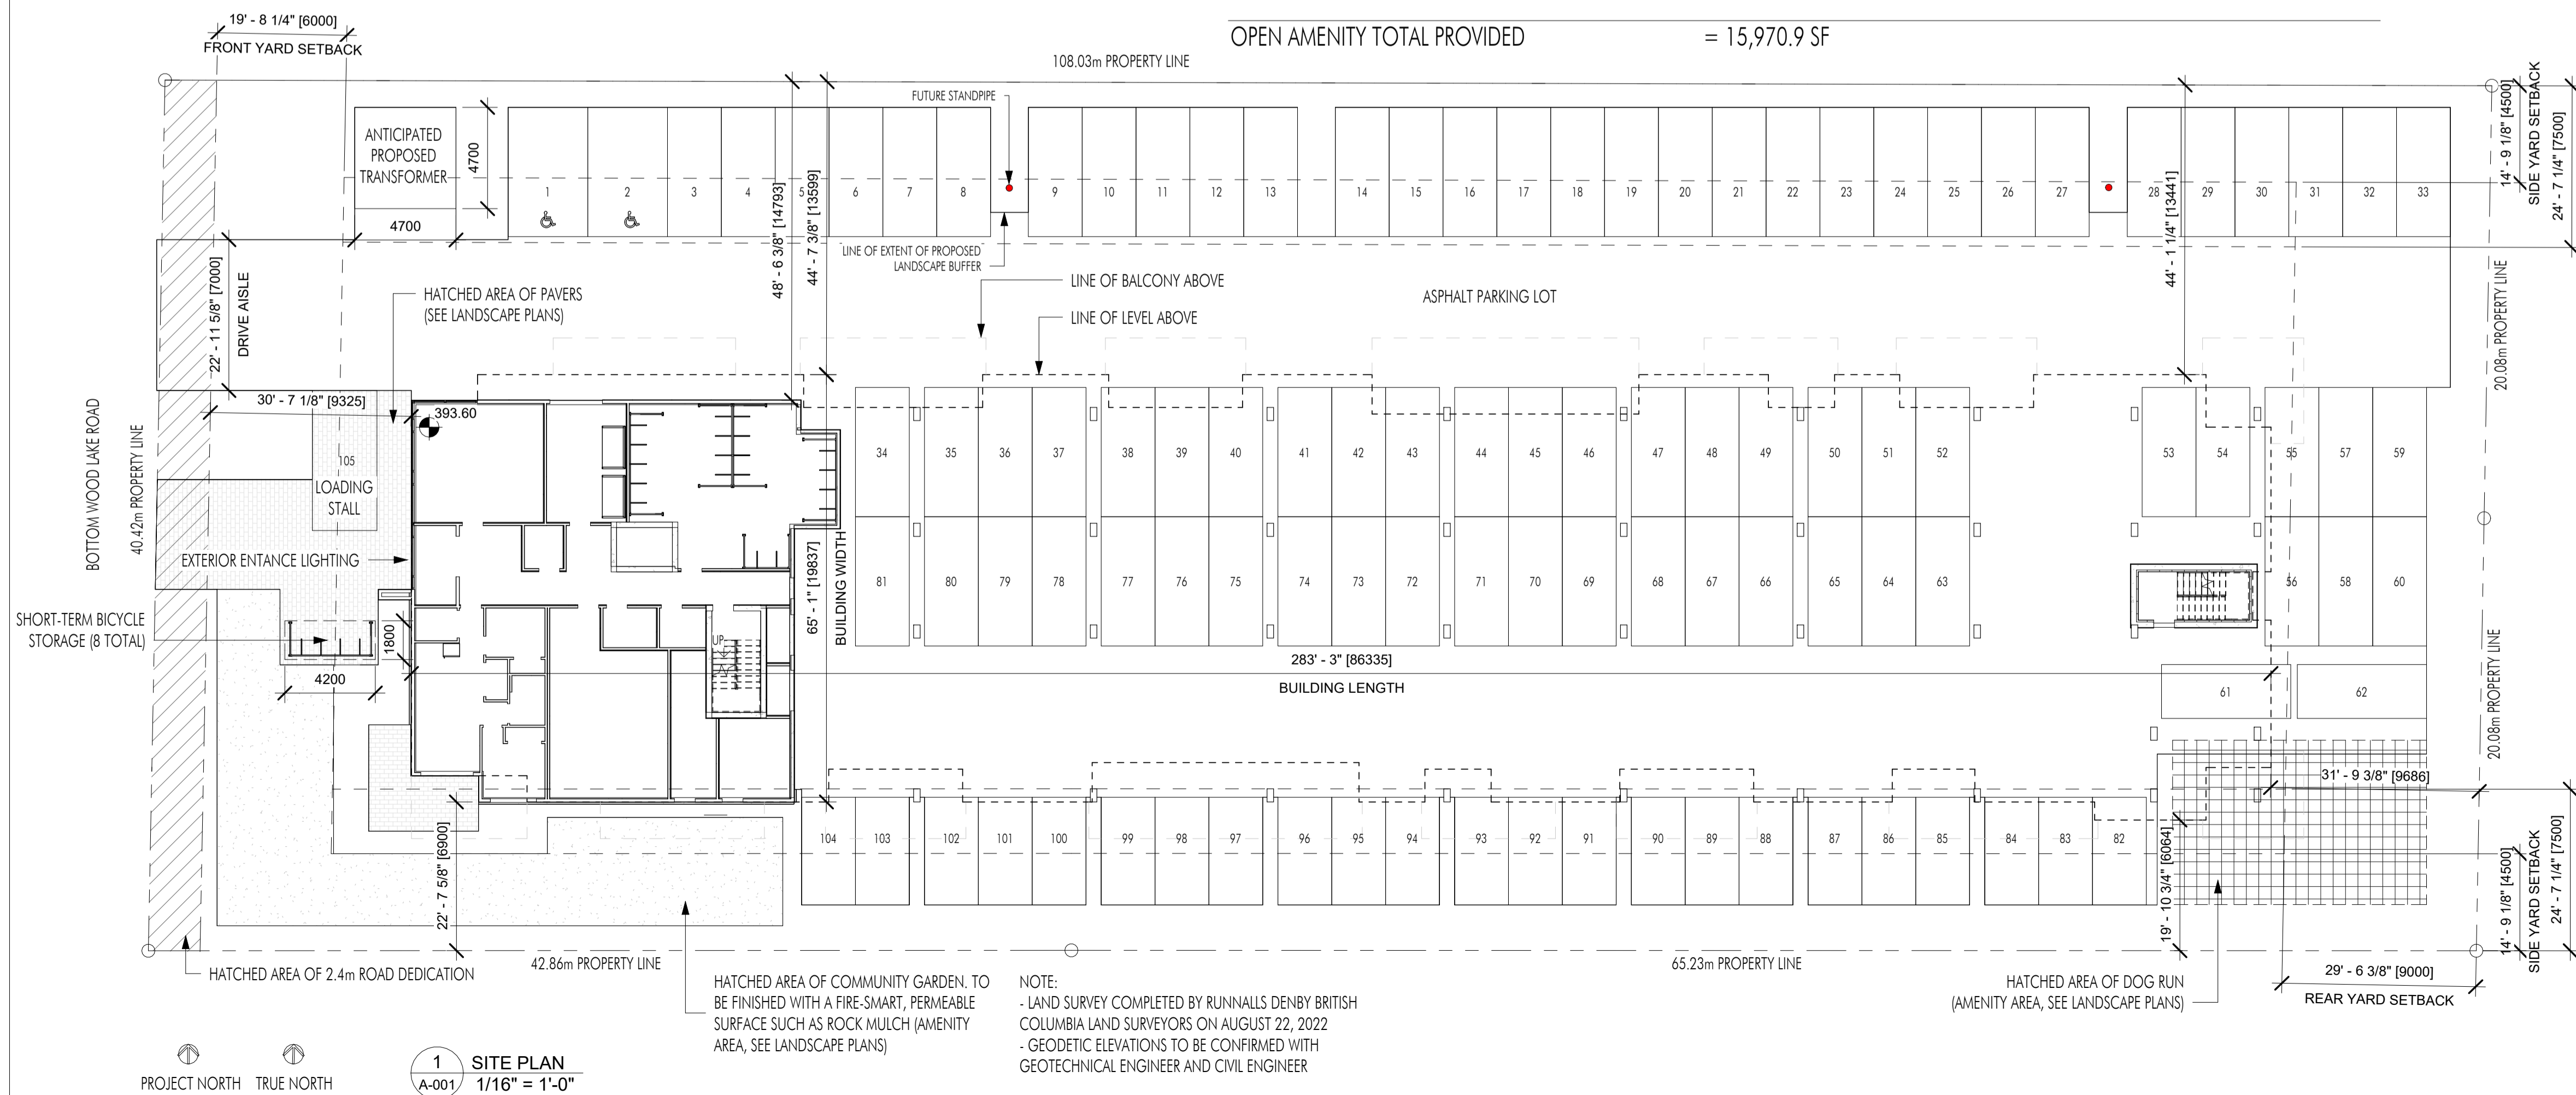 19' - 8 1/4" [6000]
FRONT YARD SETBACK
OPEN AMENITY TOTAL PROVIDED = 15,970.9 SF
108.03m PROPERTY LINE
FUTURE STANDPIPE
ANTICIPATED
PROPOSED
TRANSFORMER
4700
4700
1 2 3 4 5 6 7 8 9 10 11 12 13 14 15 16 17 18 19 20 21 22 23 24 25 26 27 28 29 30 31 32 33
14' - 9 1/8" [4500]
SIDE YARD SETBACK
24' - 7 1/4" [7500]
48' - 6 3/8" [14793]
44' - 7 3/8" [13599]
44' - 1 1/4" [13441]
LINE OF EXTENT OF PROPOSED
LANDSCAPE BUFFER
22' - 11 5/8" [7000]
DRIVE AISLE
HATCHED AREA OF PAVERS
(SEE LANDSCAPE PLANS)
LINE OF BALCONY ABOVE
LINE OF LEVEL ABOVE
ASPHALT PARKING LOT
20.08m PROPERTY LINE
30' - 7 1/8" [9325]
393.60
BOTTOM WOOD LAKE ROAD
40.42m PROPERTY LINE
105
LOADING
STALL
34 35 36 37 38 39 40 41 42 43 44 45 46 47 48 49 50 51 52 53 54 55 57 59
EXTERIOR ENTANCE LIGHTING
81 80 79 78 77 76 75 74 73 72 71 70 69 68 67 66 65 64 63 56 58 60
65' - 1" [19837]
BUILDING WIDTH
SHORT-TERM BICYCLE
STORAGE (8 TOTAL)
1800
4200
UP
283' - 3" [86335]
BUILDING LENGTH
61 62
20.08m PROPERTY LINE
31' - 9 3/8" [9686]
104 103 102 101 100 99 98 97 96 95 94 93 92 91 90 89 88 87 86 85 84 83 82
22' - 7 5/8" [6900]
19' - 10 3/4" [6064]
14' - 9 1/8" [4500]
SIDE YARD SETBACK
24' - 7 1/4" [7500]
HATCHED AREA OF 2.4m ROAD DEDICATION
42.86m PROPERTY LINE
65.23m PROPERTY LINE
HATCHED AREA OF COMMUNITY GARDEN. TO
BE FINISHED WITH A FIRE-SMART, PERMEABLE
SURFACE SUCH AS ROCK MULCH (AMENITY
AREA, SEE LANDSCAPE PLANS)
NOTE:
- LAND SURVEY COMPLETED BY RUNNALLS DENBY BRITISH
COLUMBIA LAND SURVEYORS ON AUGUST 22, 2022
- GEODETIC ELEVATIONS TO BE CONFIRMED WITH
GEOTECHNICAL ENGINEER AND CIVIL ENGINEER
HATCHED AREA OF DOG RUN
(AMENITY AREA, SEE LANDSCAPE PLANS)
29' - 6 3/8" [9000]
REAR YARD SETBACK
PROJECT NORTH
TRUE NORTH
1
A-001
SITE PLAN
1/16" = 1'-0"